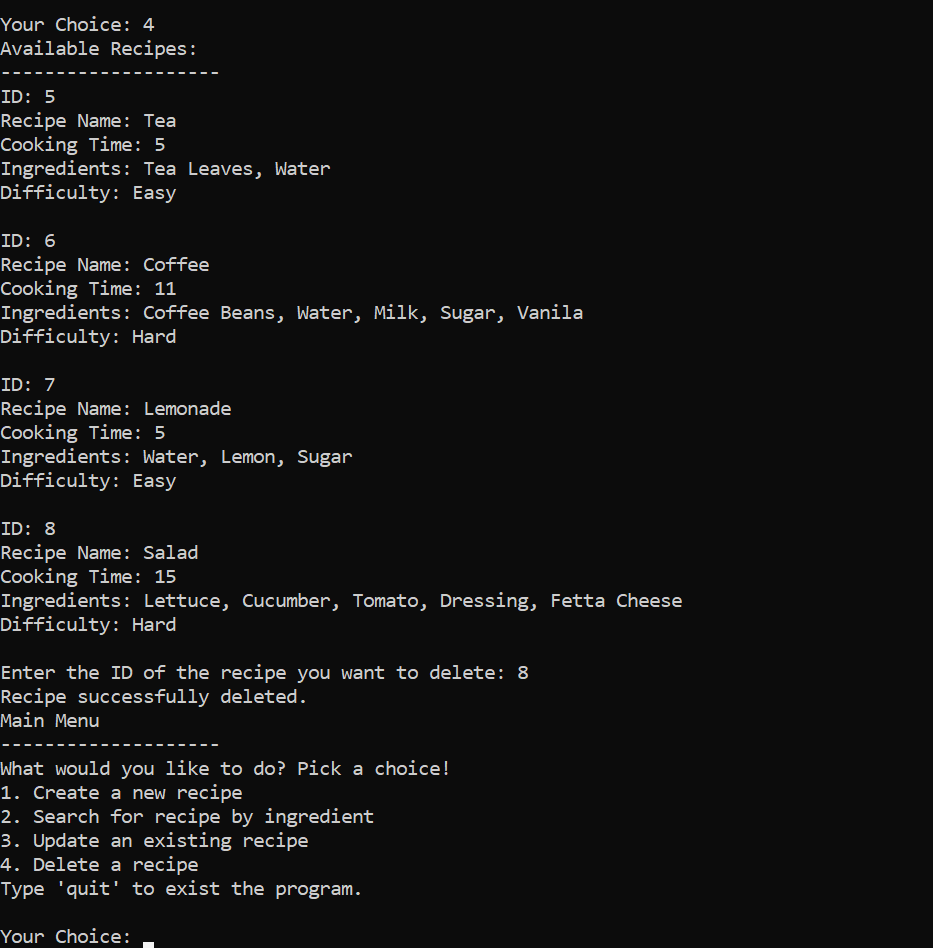 Your Choice: 4
Available Recipes:
--------------------
ID: 5
Recipe Name: Tea
Cooking Time: 5
Ingredients: Tea Leaves, Water
Difficulty: Easy
ID: 6
Recipe Name: Coffee
Cooking Time: 11
Ingredients: Coffee Beans, Water, Milk, Sugar, Vanila
Difficulty: Hard
ID: 7
Recipe Name: Lemonade
Cooking Time: 5
Ingredients: Water, Lemon, Sugar
Difficulty: Easy
ID: 8
Recipe Name: Salad
Cooking Time: 15
Ingredients: Lettuce, Cucumber, Tomato, Dressing, Fetta Cheese
Difficulty: Hard
Enter the ID of the recipe you want to delete: 8
Recipe successfully deleted.
Main Menu
--------------------
What would you like to do? Pick a choice!
1. Create a new recipe
2. Search for recipe by ingredient
3. Update an existing recipe
4. Delete a recipe
Type 'quit' to exist the program.
Your Choice: